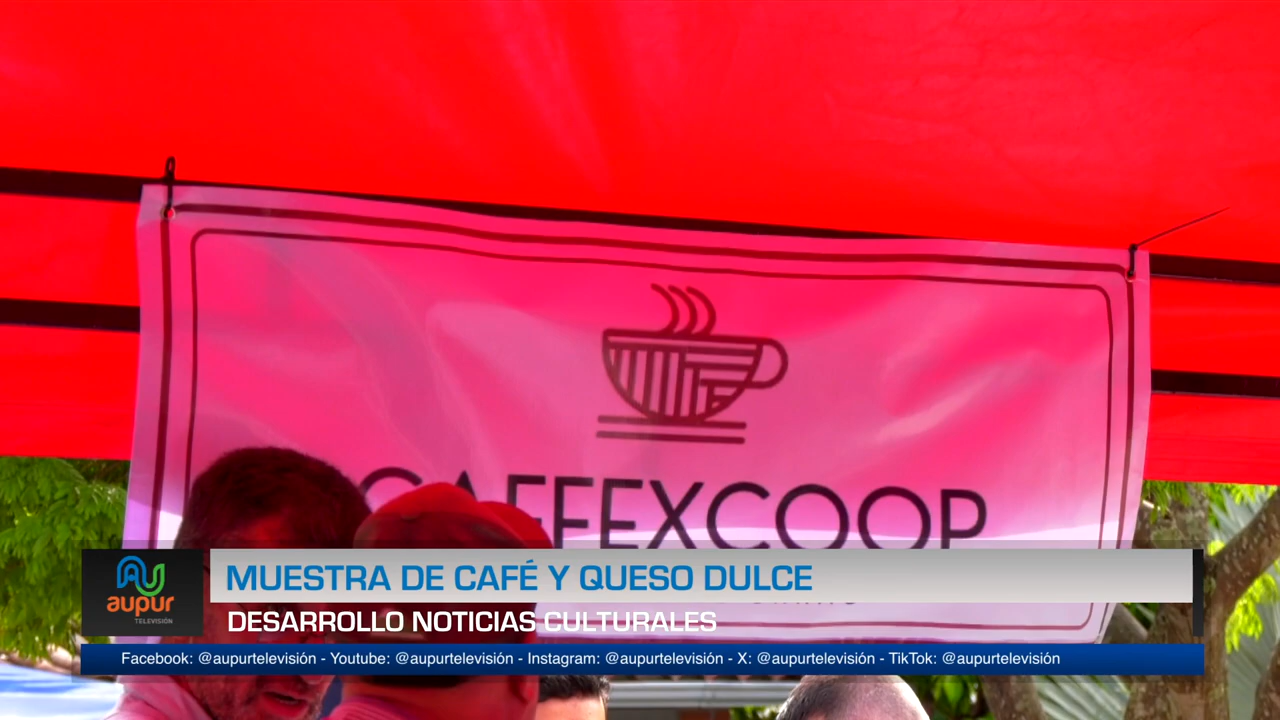 CAFFEXCOOP
MUESTRA DE CAFÉ Y QUESO DULCE
aupur
TELEVISIÓN
DESARROLLO NOTICIAS CULTURALES
Facebook: @aupurtelevisión - Youtube: @aupurtelevisión - Instagram: @aupurtelevisión - X: @aupurtelevisión - TikTok: @aupurtelevisión